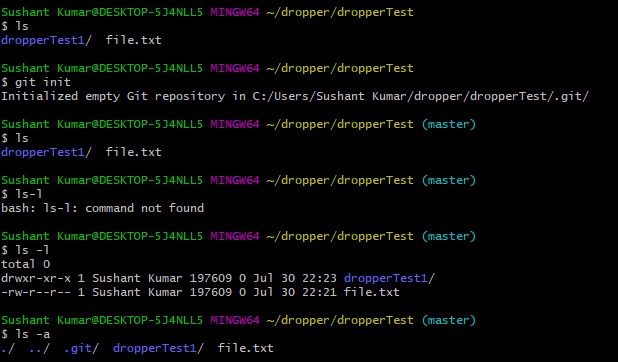 Sushant Kumar@DESKTOP-5J4NLL5 MINGW64 ~/dropper/dropperTest
$ ls
dropperTest1/  file.txt
Sushant Kumar@DESKTOP-5J4NLL5 MINGW64 ~/dropper/dropperTest
$ git init
Initialized empty Git repository in C:/Users/Sushant Kumar/dropper/dropperTest/.git/
Sushant Kumar@DESKTOP-5J4NLL5 MINGW64 ~/dropper/dropperTest (master)
$ ls
dropperTest1/  file.txt
Sushant Kumar@DESKTOP-5J4NLL5 MINGW64 ~/dropper/dropperTest (master)
$ ls-l
bash: ls-l: command not found
Sushant Kumar@DESKTOP-5J4NLL5 MINGW64 ~/dropper/dropperTest (master)
$ ls -l
total 0
drwxr-xr-x 1 Sushant Kumar 197609 0 Jul 30 22:23 dropperTest1/
-rw-r--r-- 1 Sushant Kumar 197609 0 Jul 30 22:21 file.txt
Sushant Kumar@DESKTOP-5J4NLL5 MINGW64 ~/dropper/dropperTest (master)
$ ls -a
./  ../  .git/  dropperTest1/  file.txt